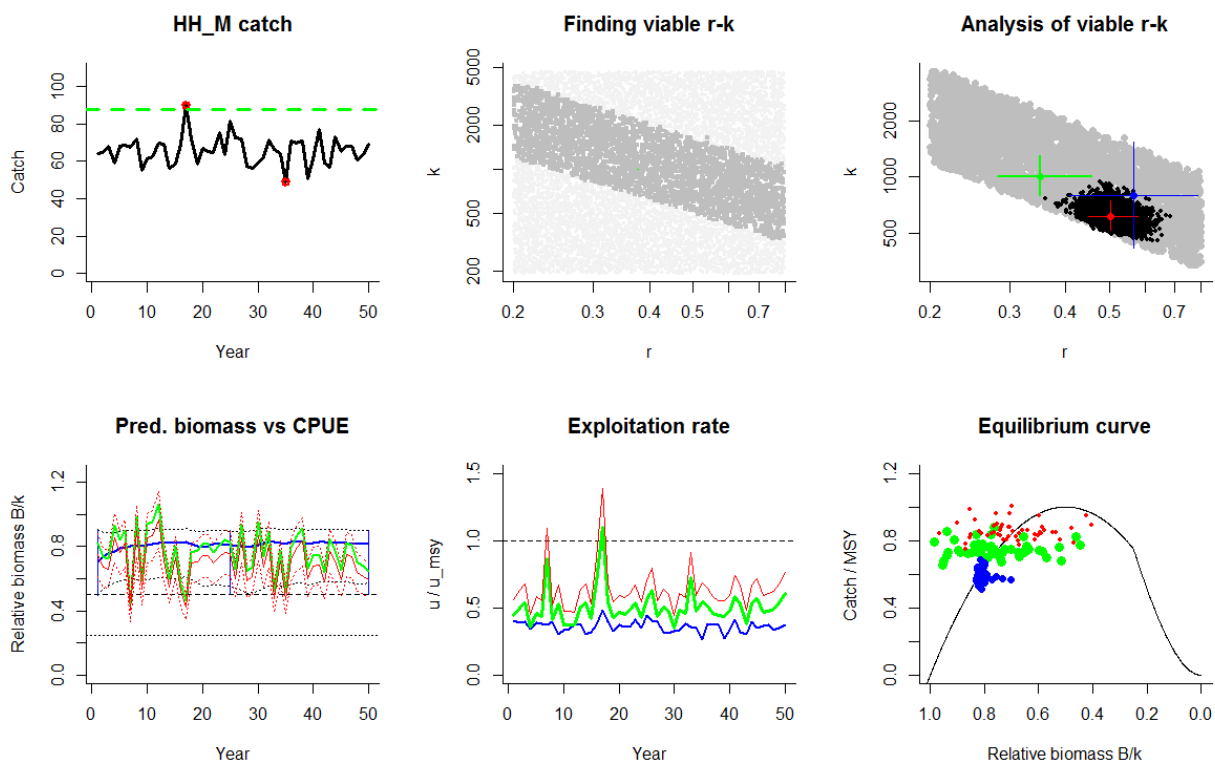 HH_M catch
Catch
0 20 40 60 80 100
0 10 20 30 40 50
Year
Finding viable r-k
k
200 500 2000 5000
0.2 0.3 0.4 0.5 0.7
r
Analysis of viable r-k
k
500 1000 2000
0.2 0.3 0.4 0.5 0.7
r
Pred. biomass vs CPUE
Relative biomass B/k
0.0 0.4 0.8 1.2
0 10 20 30 40 50
Year
Exploitation rate
u / u_msy
0.0 0.5 1.0 1.5
0 10 20 30 40 50
Year
Equilibrium curve
Catch / MSY
0.0 0.4 0.8 1.2
1.0 0.8 0.6 0.4 0.2 0.0
Relative biomass B/k